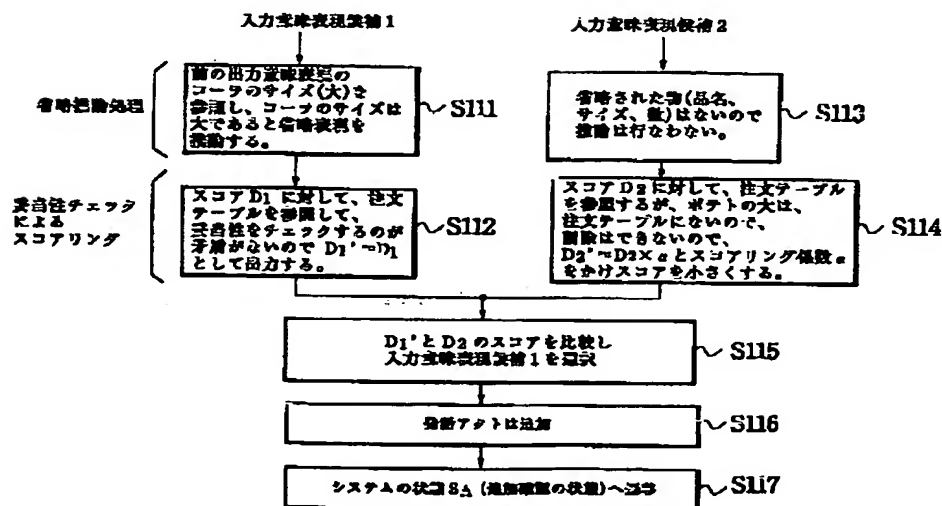 入力意味表現候補1
入力意味表現候補2
省略推論処理
前の出力意味表現の
コーラのサイズ(大)を
参照し、コーラのサイズは
大であると省略表現を
推論する。
S111
省略された物(品名、
サイズ、数)はないので
推論は行なわない。
S113
妥当性チェック
による
スコアリング
スコアD1に対して、注文
テーブルを参照して、
妥当性をチェックするのが
矛盾がないので D1'=D1
として出力する。
S112
スコアD2に対して、注文テーブル
を参照するが、ポテトの大は、
注文テーブルにないので、
削除はできないので、
D2'=D2×αとスコアリング係数α
をかけスコアを小さくする。
S114
D1'とD2のスコアを比較し
入力意味表現候補1を選択
S115
発話アクトは追加
S116
システムの状態SA(追加確認の状態)へ
S117